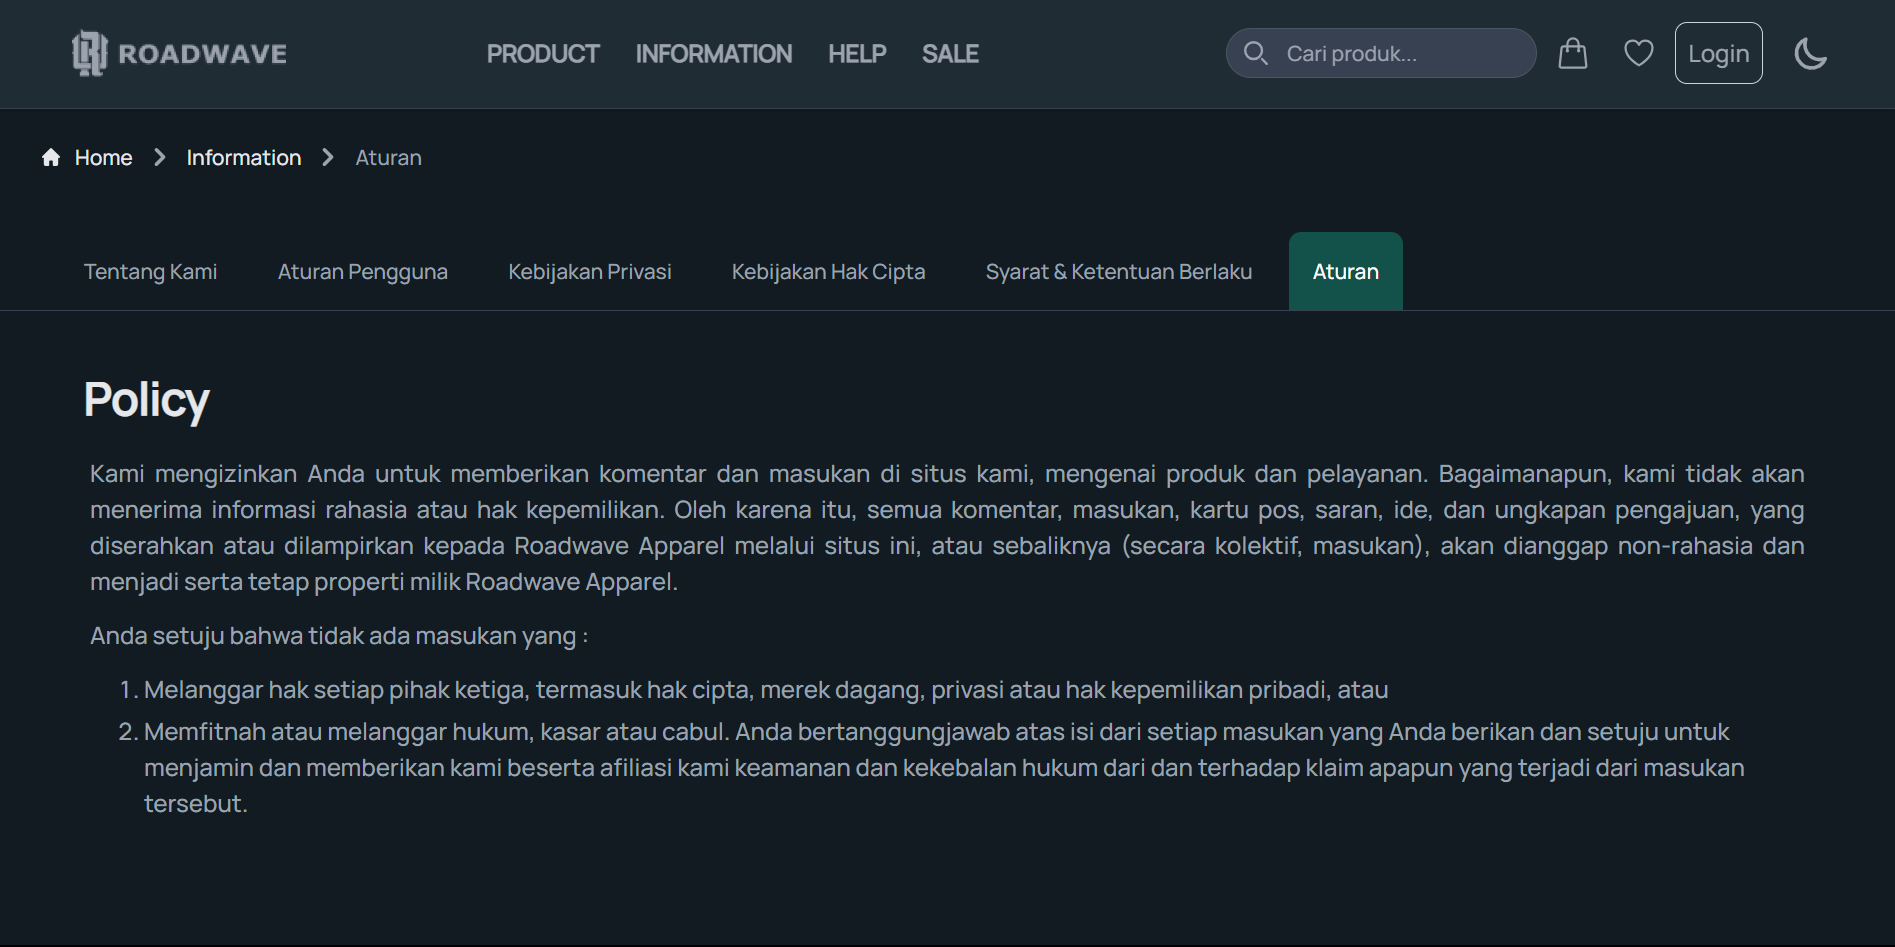 ROADWAVE PRODUCT INFORMATION HELP SALE Cari produk... Login
Home Information Aturan
Tentang Kami Aturan Pengguna Kebijakan Privasi Kebijakan Hak Cipta Syarat & Ketentuan Berlaku Aturan
Policy
Kami mengizinkan Anda untuk memberikan komentar dan masukan di situs kami, mengenai produk dan pelayanan. Bagaimanapun, kami tidak akan
menerima informasi rahasia atau hak kepemilikan. Oleh karena itu, semua komentar, masukan, kartu pos, saran, ide, dan ungkapan pengajuan, yang
diserahkan atau dilampirkan kepada Roadwave Apparel melalui situs ini, atau sebaliknya (secara kolektif, masukan), akan dianggap non-rahasia dan
menjadi serta tetap properti milik Roadwave Apparel.
Anda setuju bahwa tidak ada masukan yang :
1. Melanggar hak setiap pihak ketiga, termasuk hak cipta, merek dagang, privasi atau hak kepemilikan pribadi, atau
2. Memfitnah atau melanggar hukum, kasar atau cabul. Anda bertanggungjawab atas isi dari setiap masukan yang Anda berikan dan setuju untuk
menjamin dan memberikan kami beserta afiliasi kami keamanan dan kekebalan hukum dari dan terhadap klaim apapun yang terjadi dari masukan
tersebut.